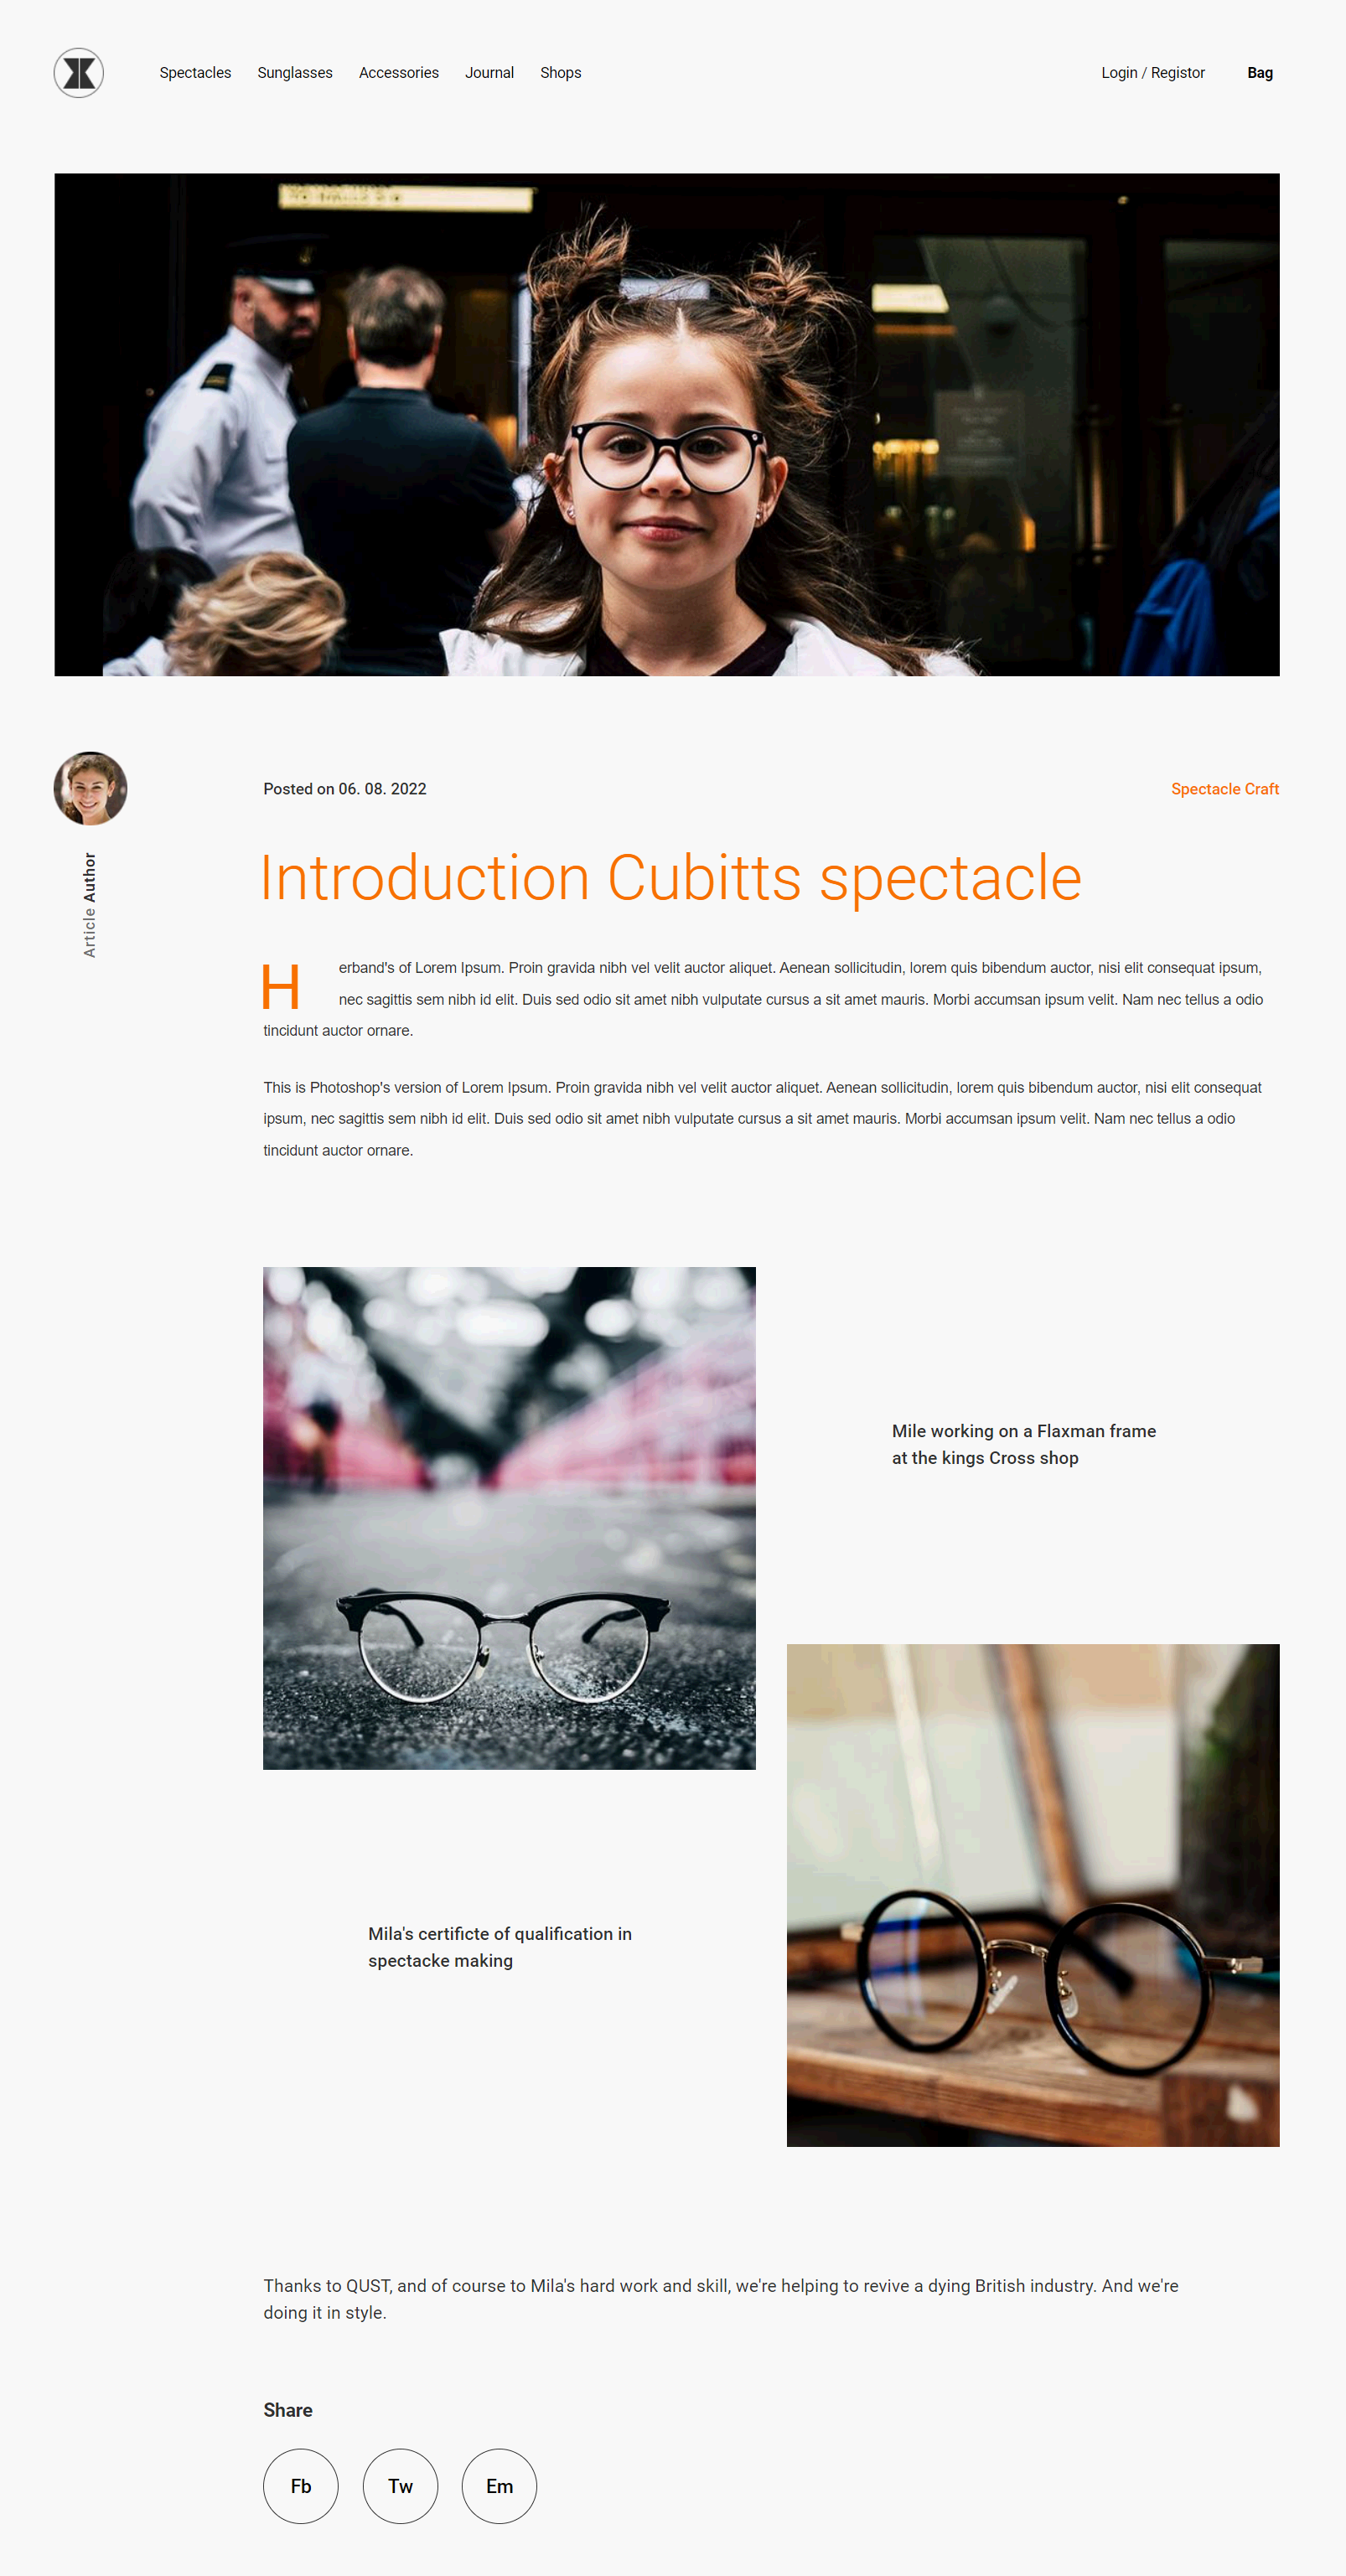 Spectacles Sunglasses Accessories Journal Shops Login / Registor Bag
Posted on 06. 08. 2022 Spectacle Craft
Article Author
Introduction Cubitts spectacle
Herband's of Lorem Ipsum. Proin gravida nibh vel velit auctor aliquet. Aenean sollicitudin, lorem quis bibendum auctor, nisi elit consequat ipsum,
nec sagittis sem nibh id elit. Duis sed odio sit amet nibh vulputate cursus a sit amet mauris. Morbi accumsan ipsum velit. Nam nec tellus a odio
tincidunt auctor ornare.
This is Photoshop's version of Lorem Ipsum. Proin gravida nibh vel velit auctor aliquet. Aenean sollicitudin, lorem quis bibendum auctor, nisi elit consequat
ipsum, nec sagittis sem nibh id elit. Duis sed odio sit amet nibh vulputate cursus a sit amet mauris. Morbi accumsan ipsum velit. Nam nec tellus a odio
tincidunt auctor ornare.
Mile working on a Flaxman frame
at the kings Cross shop
Mila's certificte of qualification in
spectacke making
Thanks to QUST, and of course to Mila's hard work and skill, we're helping to revive a dying British industry. And we're
doing it in style.
Share
Fb Tw Em